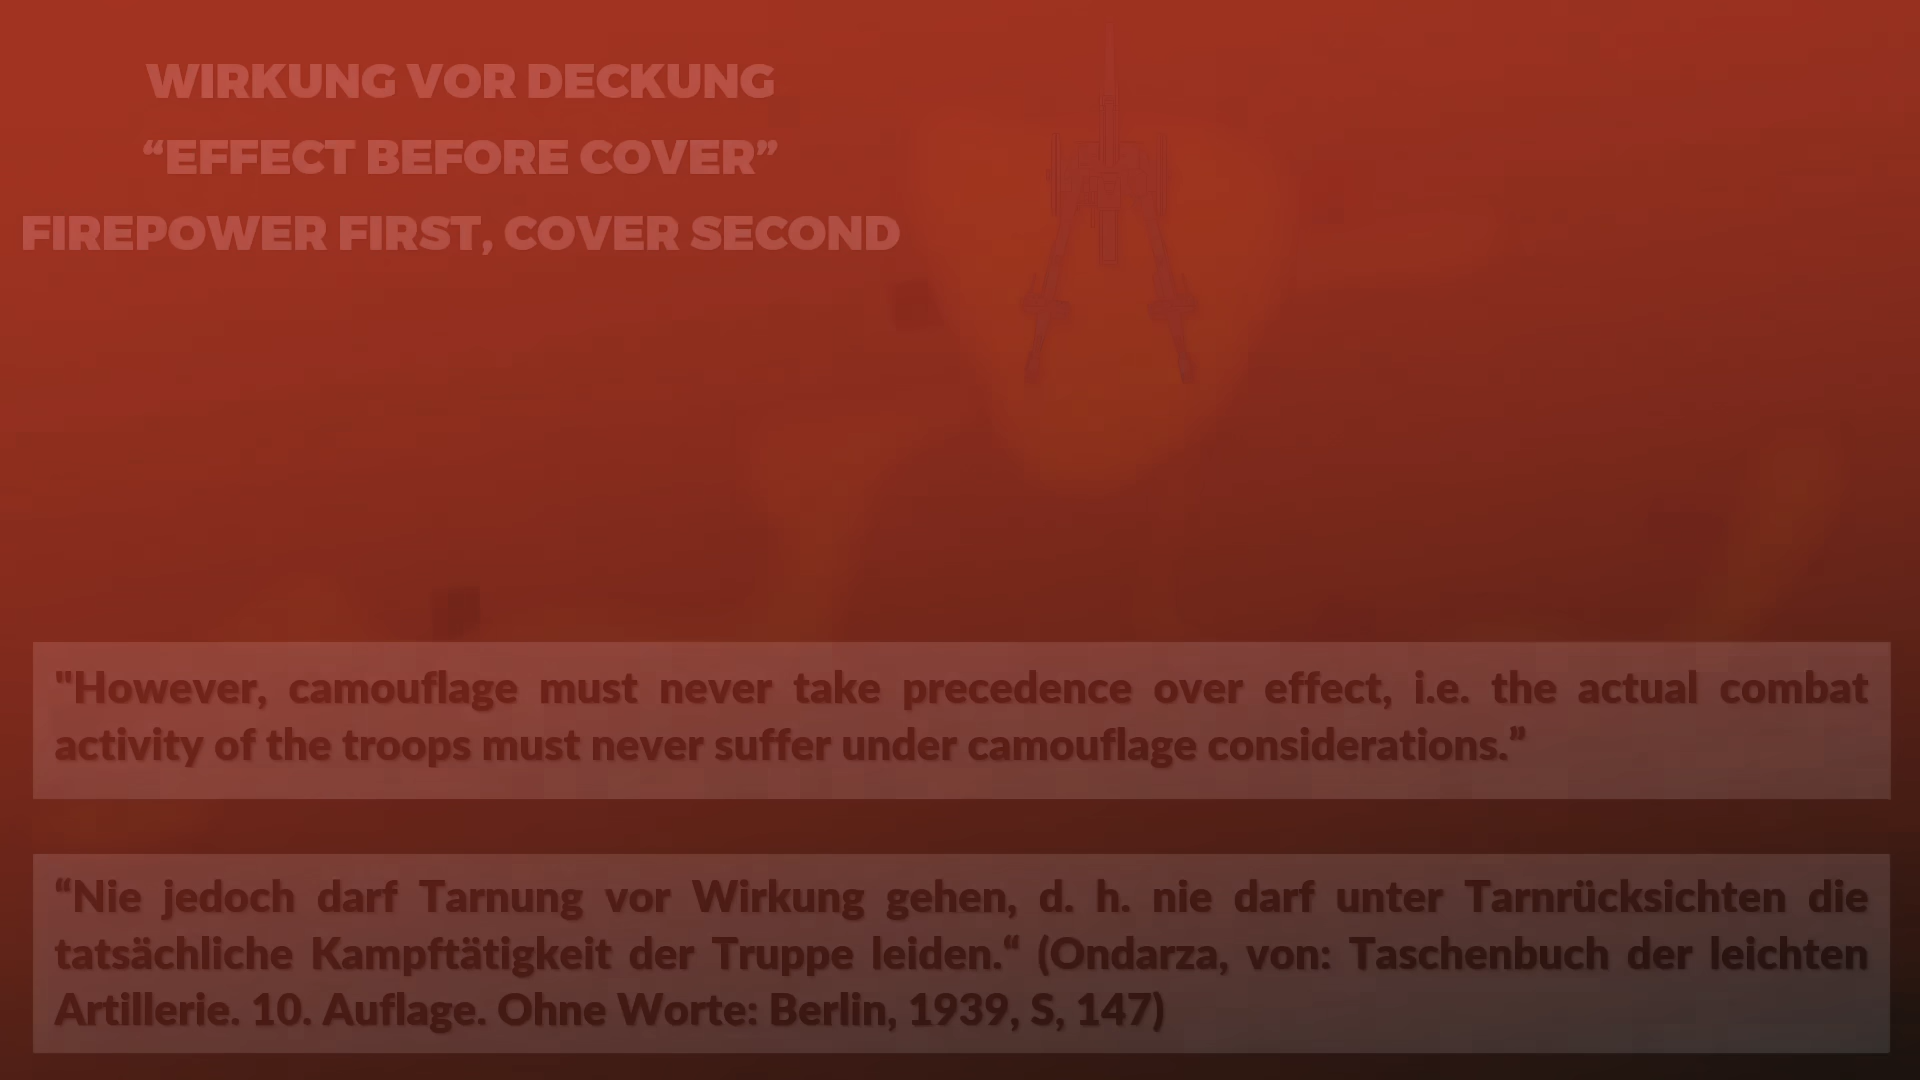 WIRKUNG VOR DECKUNG
“EFFECT BEFORE COVER”
FIREPOWER FIRST, COVER SECOND
"However, camouflage must never take precedence over effect, i.e. the actual combat
activity of the troops must never suffer under camouflage considerations.”
“Nie jedoch darf Tarnung vor Wirkung gehen, d. h. nie darf unter Tarnrücksichten die
tatsächliche Kampftätigkeit der Truppe leiden.“ (Ondarza, von: Taschenbuch der leichten
Artillerie. 10. Auflage. Ohne Worte: Berlin, 1939, S, 147)